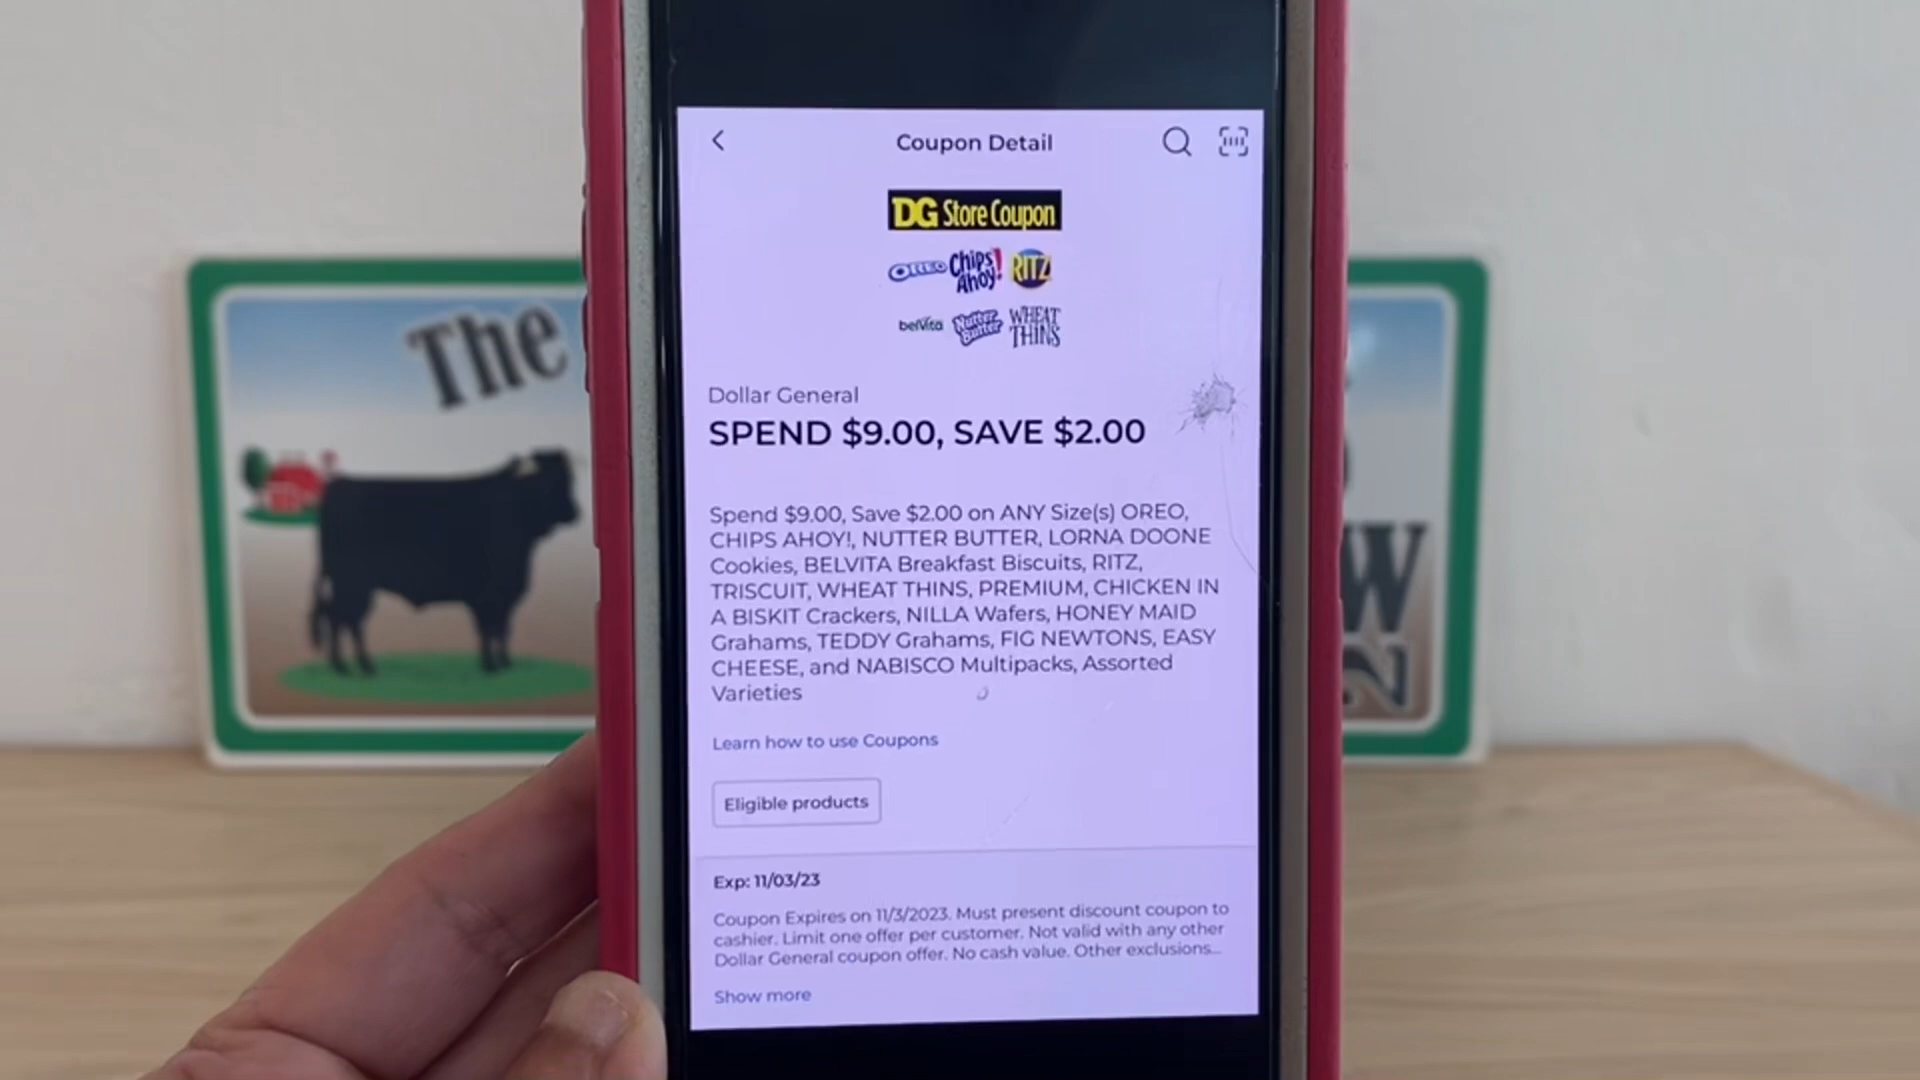 Coupon Detail
DG Store Coupon
OREO Chips Ahoy! RITZ
belVita Nutter Butter WHEAT THINS
Dollar General
SPEND $9.00, SAVE $2.00
Spend $9.00, Save $2.00 on ANY Size(s) OREO,
CHIPS AHOY!, NUTTER BUTTER, LORNA DOONE
Cookies, BELVITA Breakfast Biscuits, RITZ,
TRISCUIT, WHEAT THINS, PREMIUM, CHICKEN IN
A BISKIT Crackers, NILLA Wafers, HONEY MAID
Grahams, TEDDY Grahams, FIG NEWTONS, EASY
CHEESE, and NABISCO Multipacks, Assorted
Varieties
Learn how to use Coupons
Eligible products
Exp: 11/03/23
Coupon Expires on 11/3/2023. Must present discount coupon to
cashier. Limit one offer per customer. Not valid with any other
Dollar General coupon offer. No cash value. Other exclusions...
Show more
The